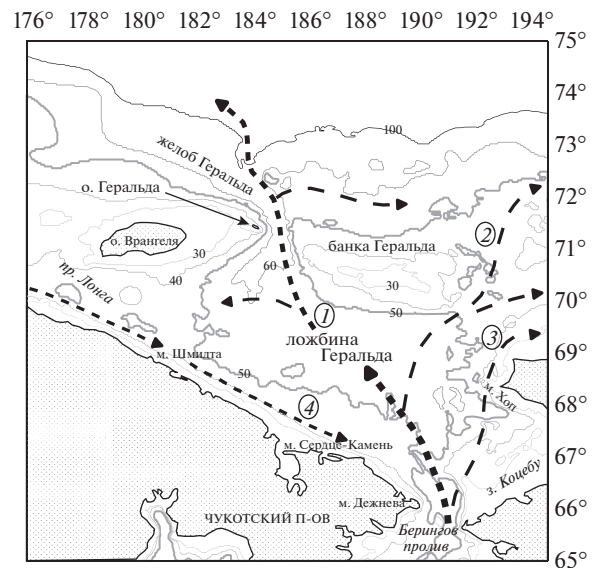 176° 178° 180° 182° 184° 186° 188° 190° 192° 194°
75°
74°
100
73°
желоб Геральда
о. Геральда
72°
2
о. Врангеля
банка Геральда
71°
30
60
пр. Лонга
40
30
70°
1
50
ложбина
Геральда
3
69°
м. Шмидта
50
м. Хоп
68°
4
м. Сердце-Камень
67°
з. Коцебу
м. Дежнева
66°
ЧУКОТСКИЙ П-ОВ
Берингов
пролив
65°